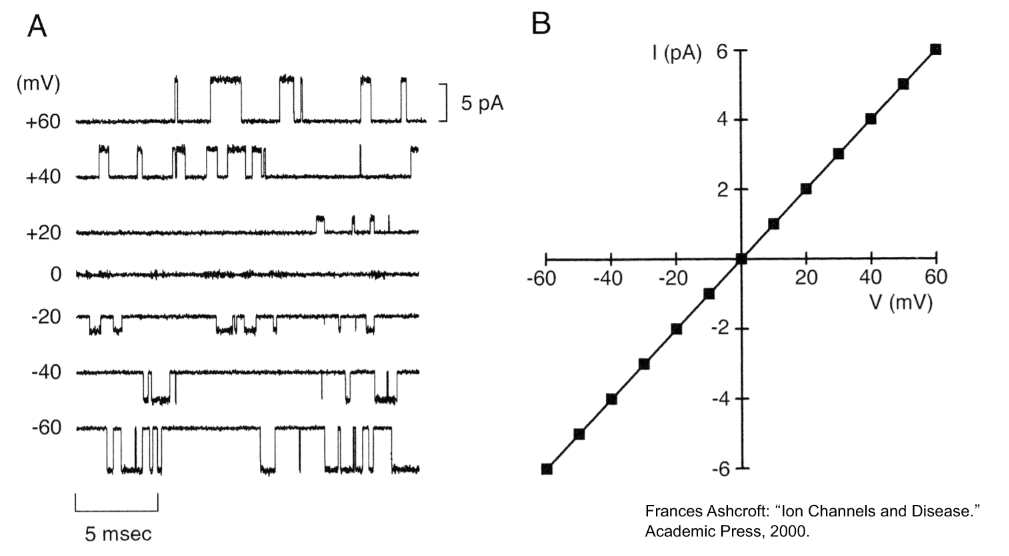 A
(mV)
5 pA
+60
+40
+20
0
-20
-40
-60
5 msec
B
I (pA)
6
4
2
-60
-40
-20
20
40
60
V (mV)
-2
-4
-6
Frances Ashcroft: “Ion Channels and Disease.”
Academic Press, 2000.